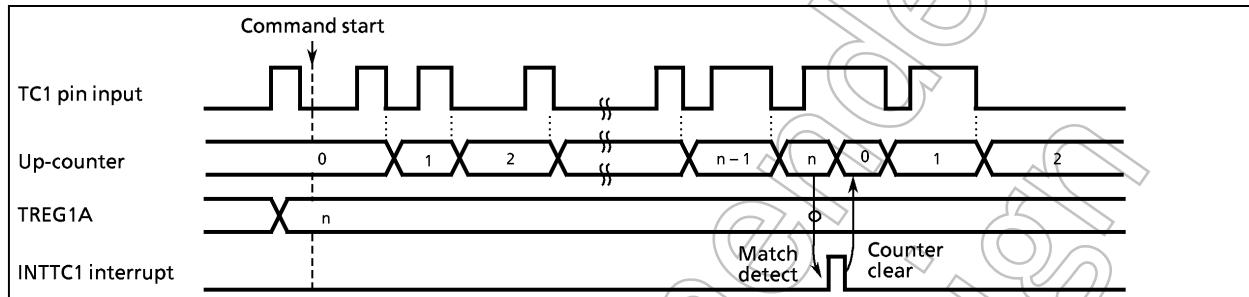 Command start
TC1 pin input
Up-counter
0
1
2
n – 1
n
0
1
2
TREG1A
n
Match
detect
Counter
clear
INTTC1 interrupt